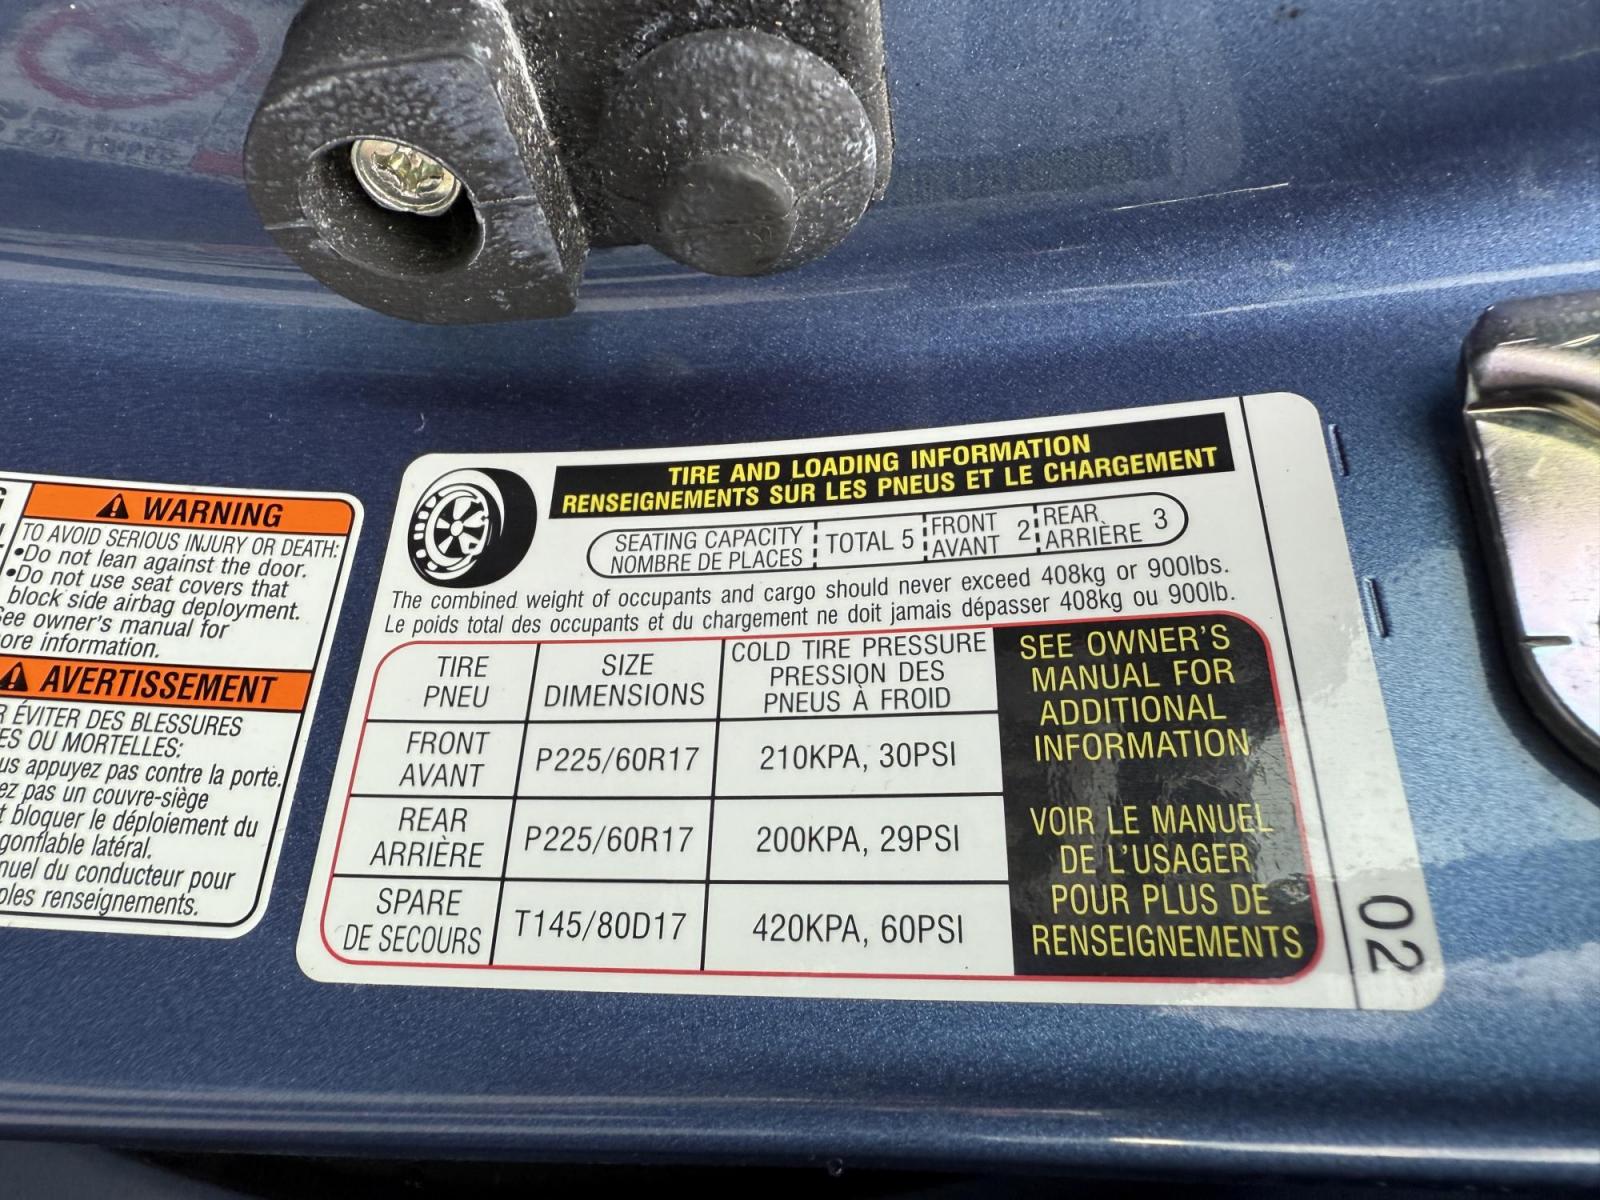 WARNING
TO AVOID SERIOUS INJURY OR DEATH:
•Do not lean against the door.
•Do not use seat covers that
block side airbag deployment.
See owner's manual for
information.
AVERTISSEMENT
ÉVITER DES BLESSURES
OU MORTELLES:
appuyez pas contre la porte.
pas un couvre-siège
bloquer le déploiement du
gonflable latéral.
du conducteur pour
renseignements.
TIRE AND LOADING INFORMATION
RENSEIGNEMENTS SUR LES PNEUS ET LE CHARGEMENT
SEATING CAPACITY
NOMBRE DE PLACES
TOTAL 5
FRONT
AVANT 2
REAR
ARRIÈRE 3
The combined weight of occupants and cargo should never exceed 408kg or 900lbs.
Le poids total des occupants et du chargement ne doit jamais dépasser 408kg ou 900lb.
TIRE
PNEU
SIZE
DIMENSIONS
COLD TIRE PRESSURE
PRESSION DES
PNEUS À FROID
FRONT
AVANT
P225/60R17
210KPA, 30PSI
REAR
ARRIÈRE
P225/60R17
200KPA, 29PSI
SPARE
DE SECOURS
T145/80D17
420KPA, 60PSI
SEE OWNER'S
MANUAL FOR
ADDITIONAL
INFORMATION
VOIR LE MANUEL
DE L'USAGER
POUR PLUS DE
RENSEIGNEMENTS
02